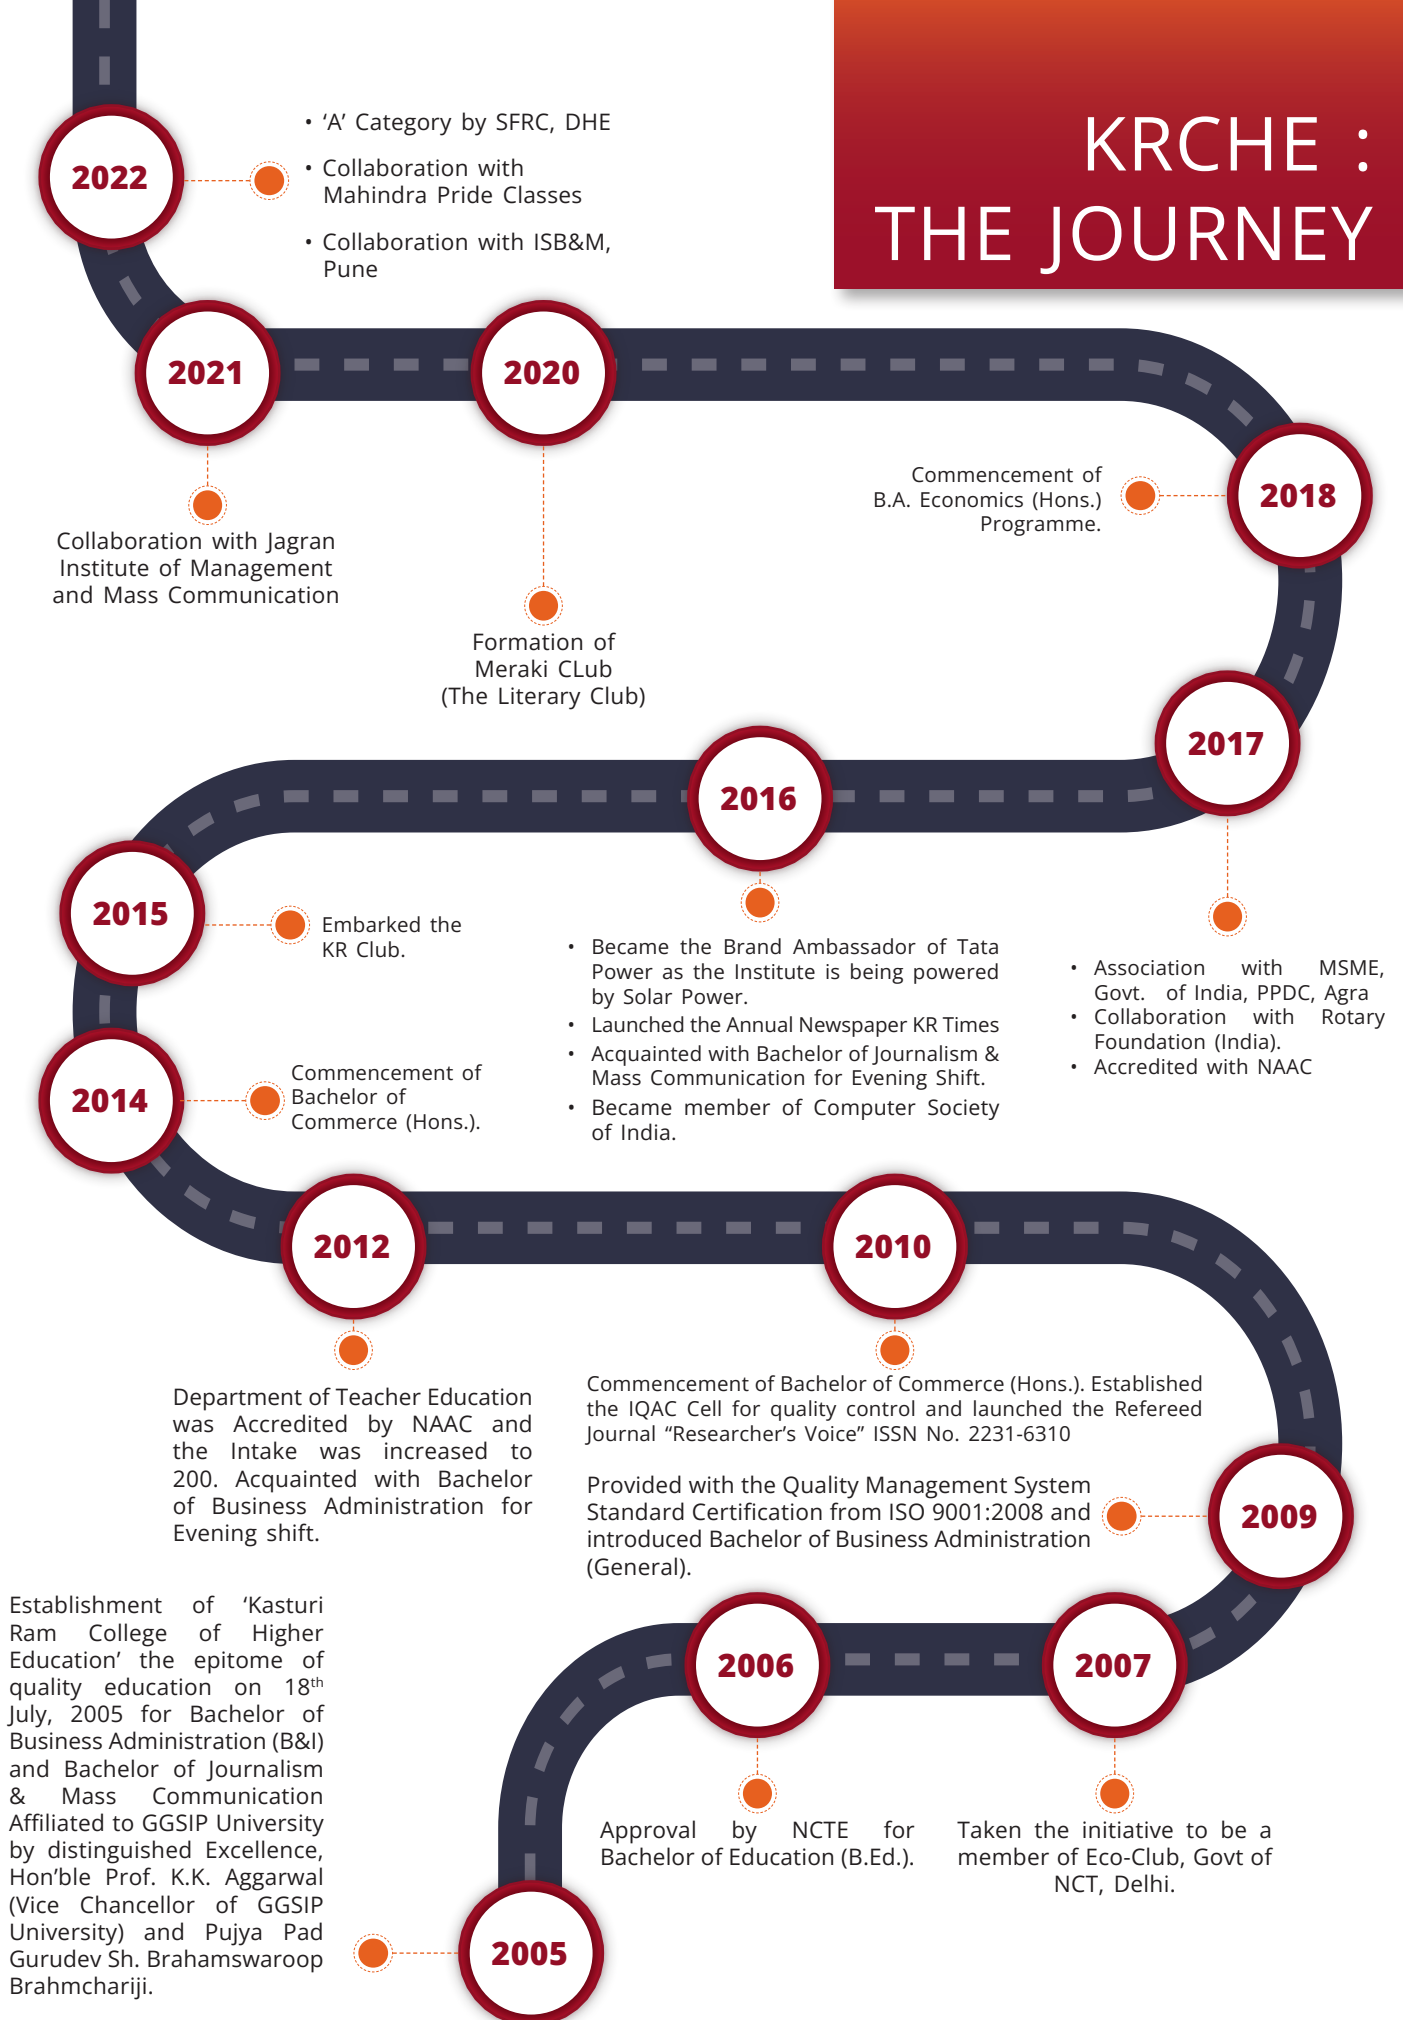 KRCHE :
THE JOURNEY
2022
• ‘A’ Category by SFRC, DHE
• Collaboration with
Mahindra Pride Classes
• Collaboration with ISB&M,
Pune
2021
Collaboration with Jagran
Institute of Management
and Mass Communication
2020
Formation of
Meraki CLub
(The Literary Club)
2018
Commencement of
B.A. Economics (Hons.)
Programme.
2017
• Association with MSME,
Govt. of India, PPDC, Agra
• Collaboration with Rotary
Foundation (India).
• Accredited with NAAC
2016
• Became the Brand Ambassador of Tata
Power as the Institute is being powered
by Solar Power.
• Launched the Annual Newspaper KR Times
• Acquainted with Bachelor of Journalism &
Mass Communication for Evening Shift.
• Became member of Computer Society
of India.
2015
Embarked the
KR Club.
2014
Commencement of
Bachelor of
Commerce (Hons.).
2012
Department of Teacher Education
was Accredited by NAAC and
the Intake was increased to
200. Acquainted with Bachelor
of Business Administration for
Evening shift.
2010
Commencement of Bachelor of Commerce (Hons.). Established
the IQAC Cell for quality control and launched the Refereed
Journal “Researcher’s Voice” ISSN No. 2231-6310
2009
Provided with the Quality Management System
Standard Certification from ISO 9001:2008 and
introduced Bachelor of Business Administration
(General).
2007
Taken the initiative to be a
member of Eco-Club, Govt of
NCT, Delhi.
2006
Approval by NCTE for
Bachelor of Education (B.Ed.).
2005
Establishment of ‘Kasturi
Ram College of Higher
Education’ the epitome of
quality education on 18th
July, 2005 for Bachelor of
Business Administration (B&I)
and Bachelor of Journalism
& Mass Communication
Affiliated to GGSIP University
by distinguished Excellence,
Hon’ble Prof. K.K. Aggarwal
(Vice Chancellor of GGSIP
University) and Pujya Pad
Gurudev Sh. Brahamswaroop
Brahmchariji.